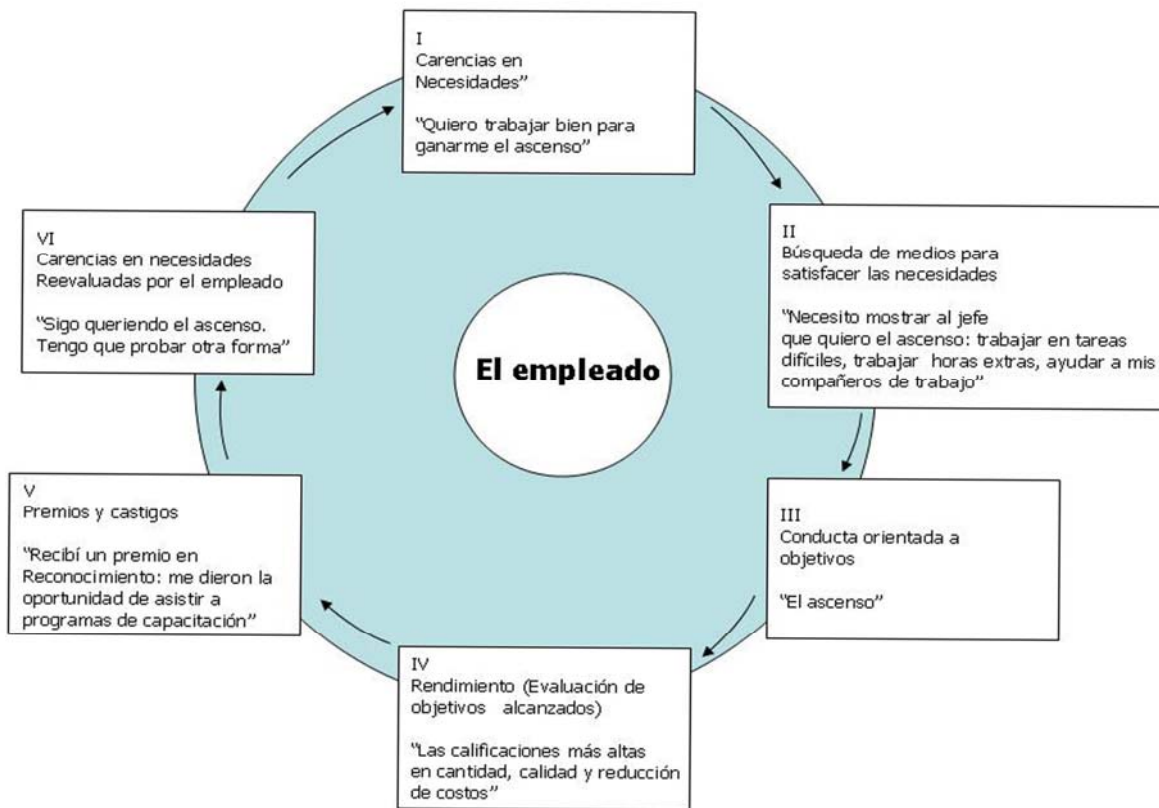 I
Carencias en
Necesidades”
“Quiero trabajar bien para
ganarme el ascenso”
II
Búsqueda de medios para
satisfacer las necesidades
“Necesito mostrar al jefe
que quiero el ascenso: trabajar en tareas
difíciles, trabajar horas extras, ayudar a mis
compañeros de trabajo”
III
Conducta orientada a
objetivos
“El ascenso”
IV
Rendimiento (Evaluación de
objetivos alcanzados)
“Las calificaciones más altas
en cantidad, calidad y reducción
de costos”
V
Premios y castigos
“Recibí un premio en
Reconocimiento: me dieron la
oportunidad de asistir a
programas de capacitación”
VI
Carencias en necesidades
Reevaluadas por el empleado
“Sigo queriendo el ascenso.
Tengo que probar otra forma”
El empleado